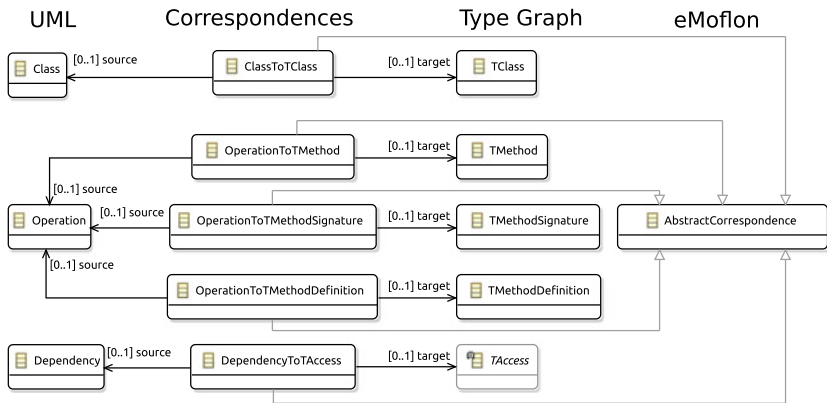 UML Correspondences Type Graph eMoflon
[0..1] source [0..1] target
Class ClassToTClass TClass
[0..1] target
OperationToTMethod TMethod
[0..1] source
[0..1] source [0..1] target
Operation OperationToTMethodSignature TMethodSignature AbstractCorrespondence
[0..1] source
[0..1] target
OperationToTMethodDefinition TMethodDefinition
[0..1] source [0..1] target
Dependency DependencyToTAccess TAccess